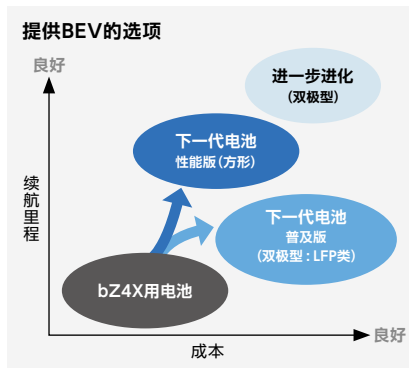 提供BEV的选项
良好
进一步进化
（双极型）
下一代电池
性能版（方形）
续航里程
下一代电池
普及版
（双极型：LFP类）
bZ4X用电池
良好
成本